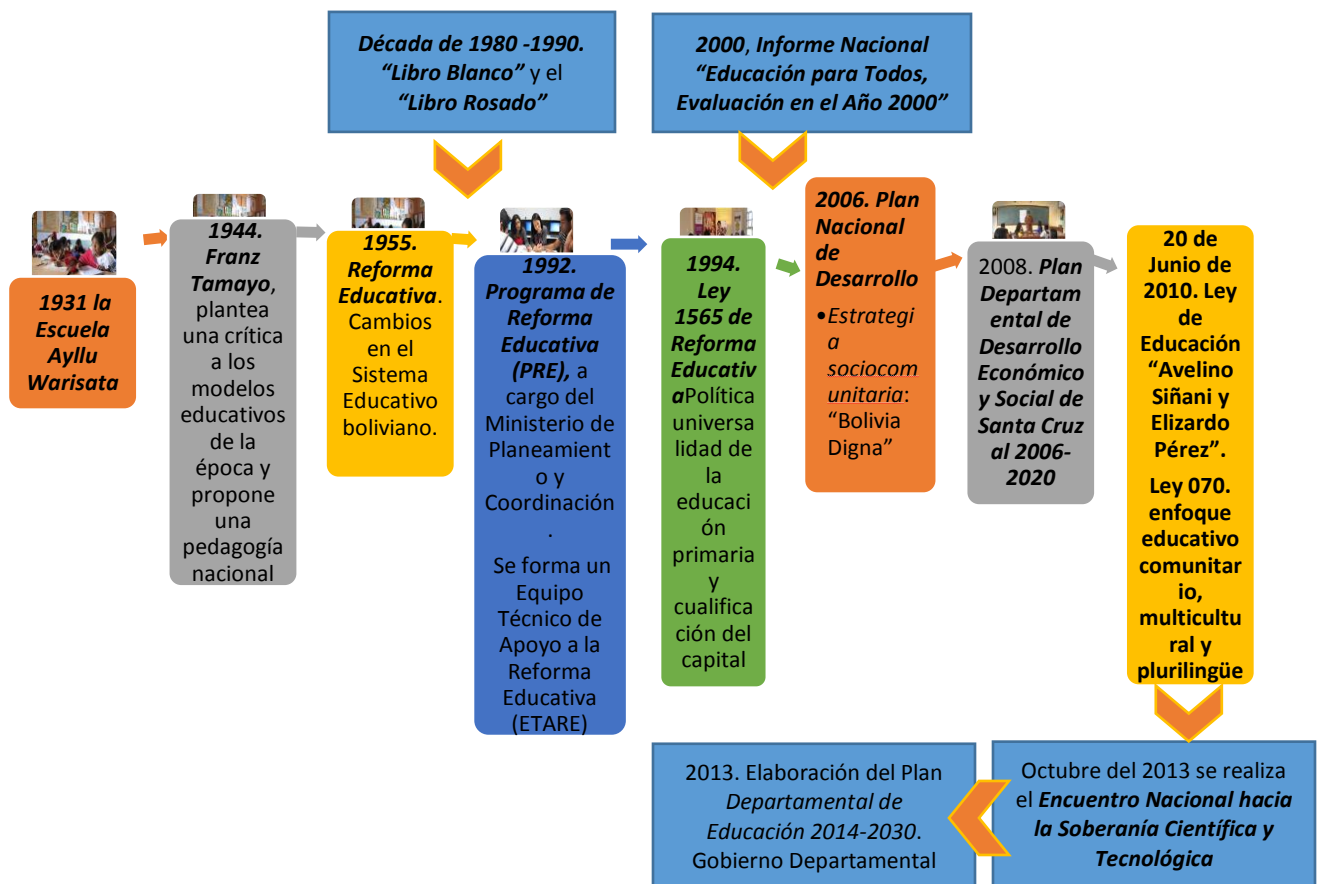 Década de 1980 -1990.
“Libro Blanco” y el
“Libro Rosado”
2000, Informe Nacional
“Educación para Todos,
Evaluación en el Año 2000”
1931 la
Escuela
Ayllu
Warisata
1944.
Franz
Tamayo,
plantea
una crítica
a los
modelos
educativos
de la
época y
propone
una
pedagogía
nacional
1955.
Reforma
Educativa.
Cambios
en el
Sistema
Educativo
boliviano.
1992.
Programa de
Reforma
Educativa
(PRE), a
cargo del
Ministerio de
Planeamient
o y
Coordinación
.
Se forma un
Equipo
Técnico de
Apoyo a la
Reforma
Educativa
(ETARE)
1994.
Ley
1565 de
Reforma
Educativ
aPolítica
universa
lidad de
la
educaci
ón
primaria
y
cualifica
ción del
capital
2006. Plan
Nacional
de
Desarrollo
•Estrategi
a
sociocom
unitaria:
“Bolivia
Digna”
2008. Plan
Departam
ental de
Desarrollo
Económico
y Social de
Santa Cruz
al 2006-
2020
20 de
Junio de
2010. Ley
de
Educación
“Avelino
Siñani y
Elizardo
Pérez”.
Ley 070.
enfoque
educativo
comunitar
io,
multicultu
ral y
plurilingüe
Octubre del 2013 se realiza
el Encuentro Nacional hacia
la Soberanía Científica y
Tecnológica
2013. Elaboración del Plan
Departamental de
Educación 2014-2030.
Gobierno Departamental